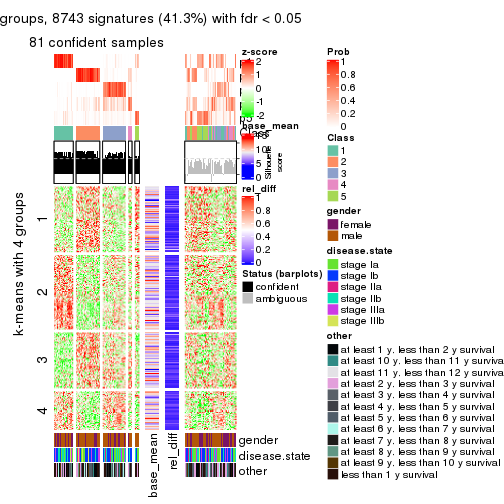 groups, 8743 signatures (41.3%) with fdr < 0.05
81 confident samples
k-means with 4 groups
1
2
3
4
base_mean
rel_diff
gender
disease.state
other
z-score
2
1
0
-1
-2
base_mean
10
5
0
Silhouette
score
rel_diff
1
0.8
0.6
0.4
0.2
0
Status (barplots)
confident
ambiguous
Prob
1
0.8
0.6
0.4
0.2
0
Class
1
2
3
4
5
gender
female
male
disease.state
stage Ia
stage Ib
stage IIa
stage IIb
stage IIIa
stage IIIb
other
at least 1 y. less than 2 y survival
at least 10 y. less than 11 y surviva
at least 11 y. less than 12 y surviva
at least 2 y. less than 3 y survival
at least 3 y. less than 4 y survival
at least 4 y. less than 5 y survival
at least 5 y. less than 6 y survival
at least 6 y. less than 7 y survival
at least 7 y. less than 8 y survival
at least 8 y. less than 9 y survival
at least 9 y. less than 10 y survival
less than 1 y survival